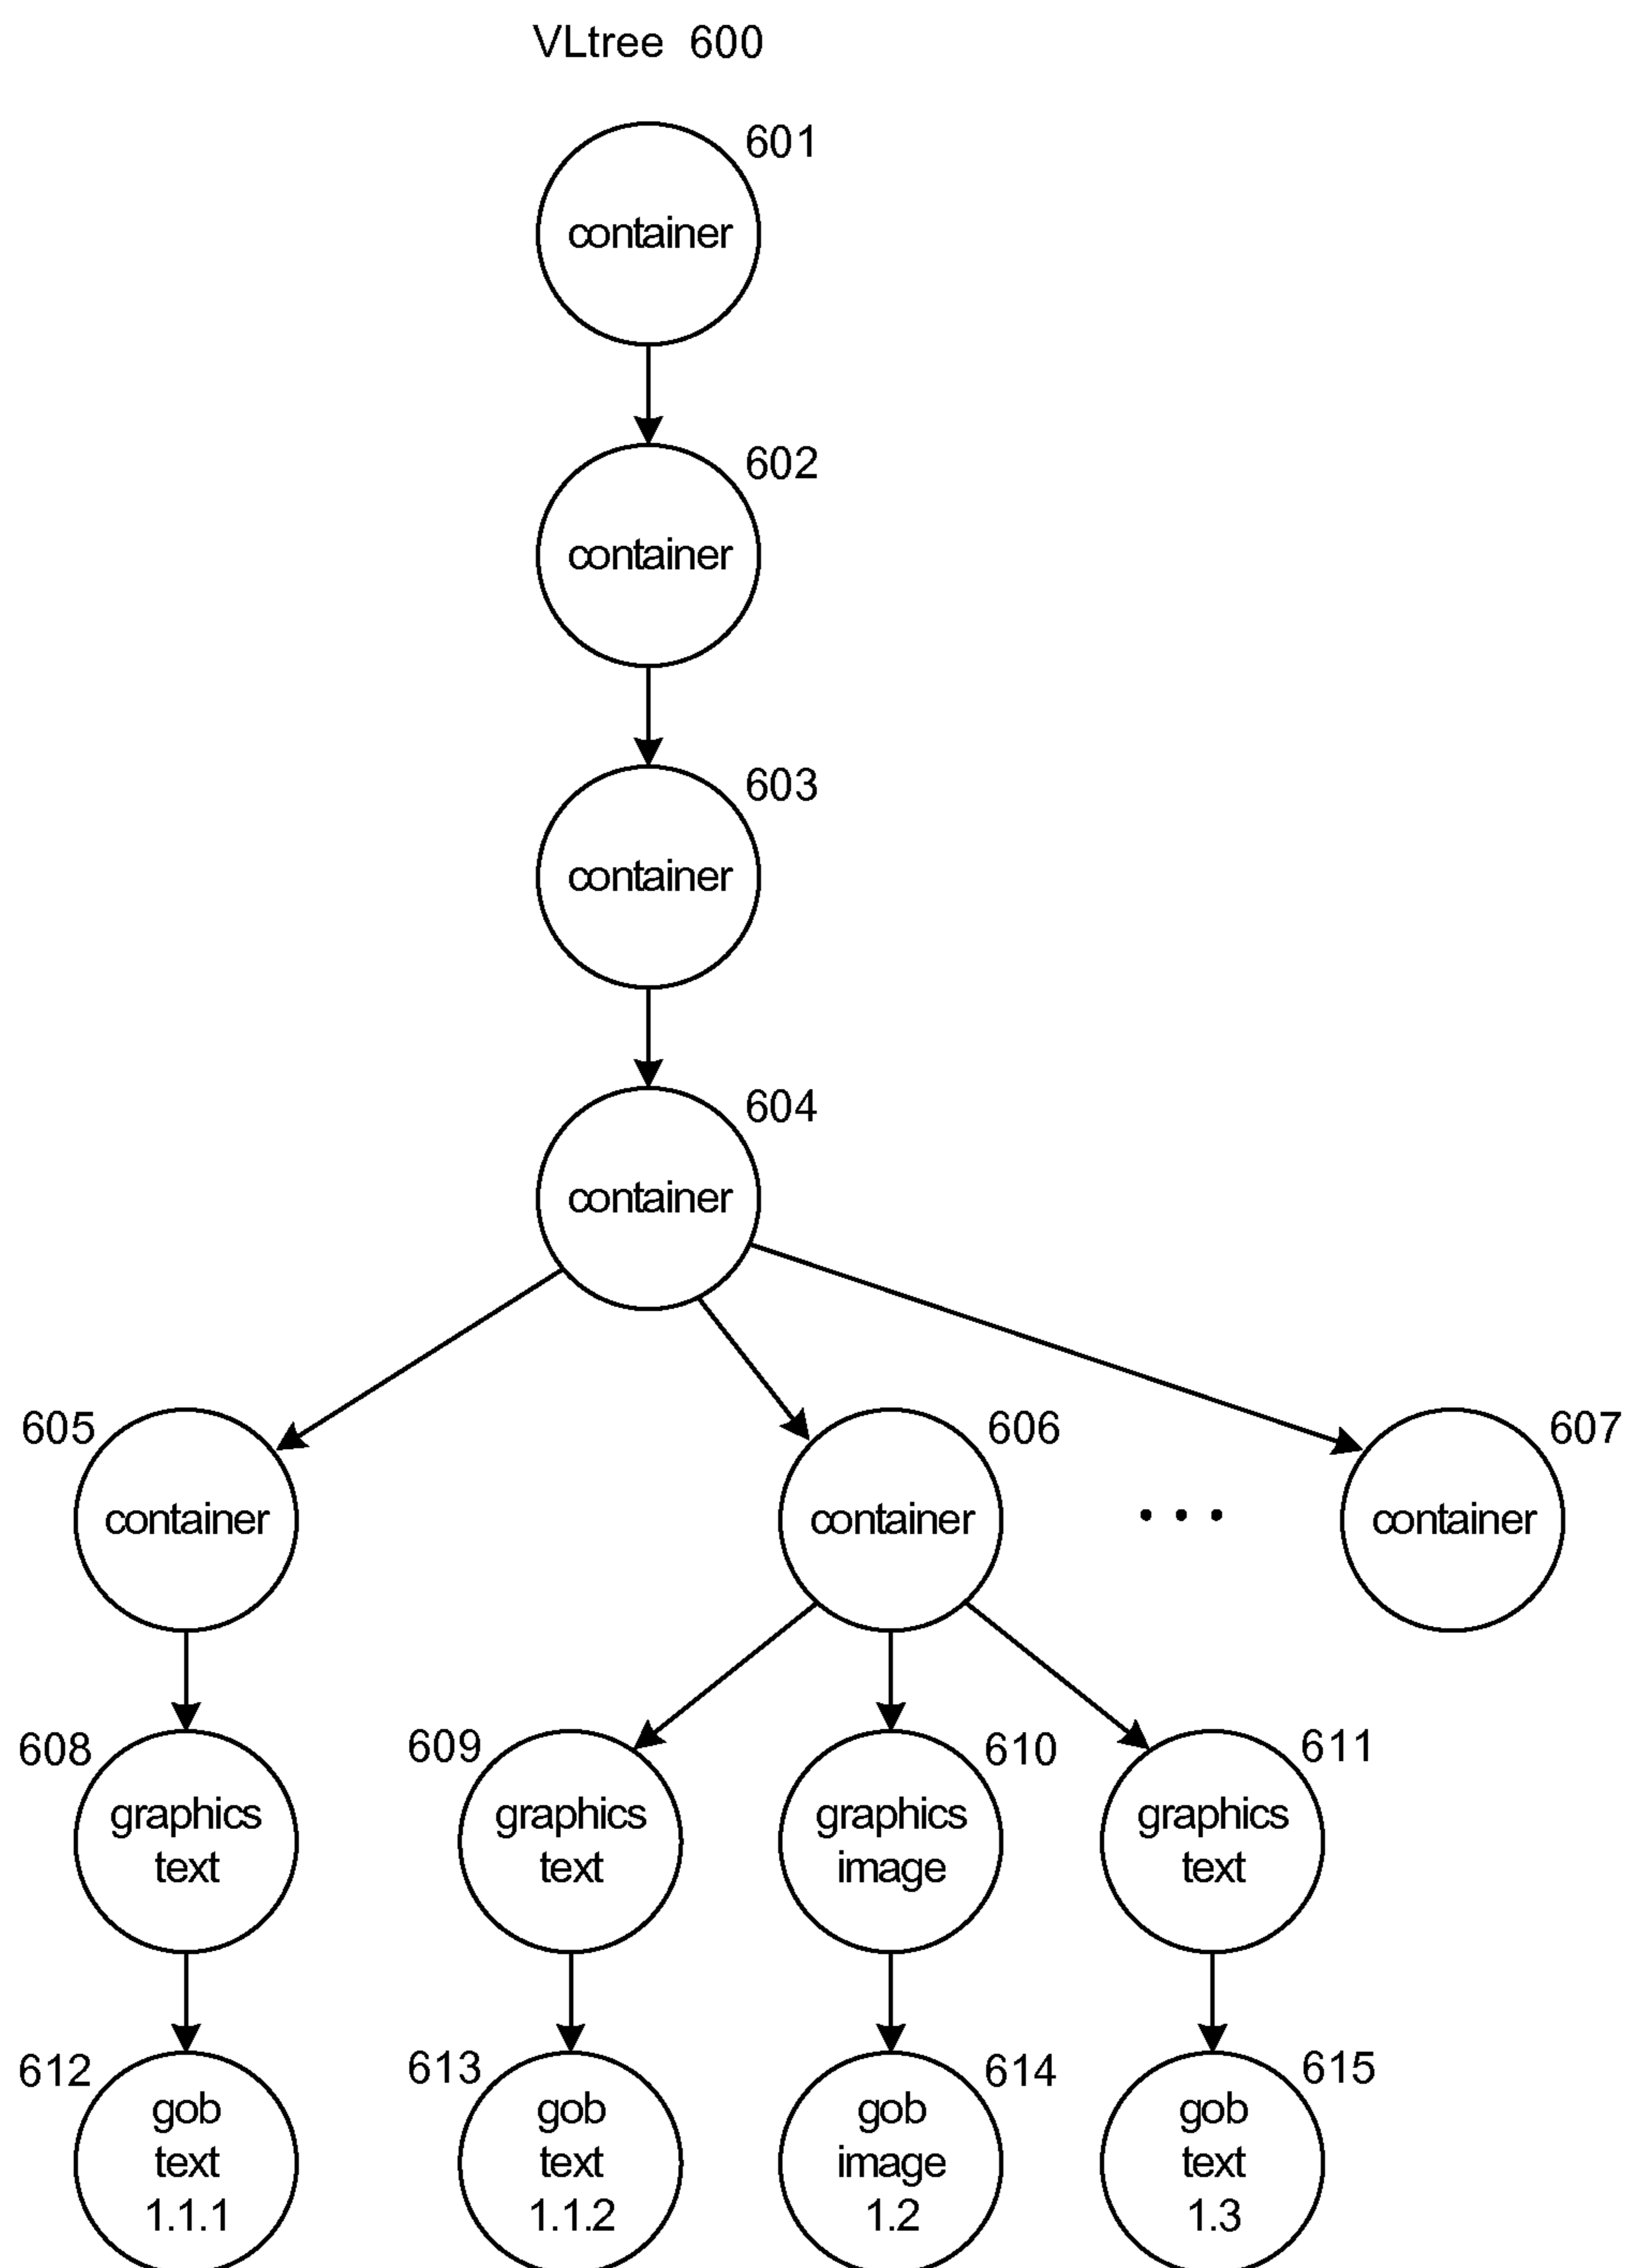 VLtree 600
601
container
602
container
603
container
604
container
605
606
607
container
container
. . .
container
608
609
610
611
graphics
text
graphics
text
graphics
image
graphics
text
612
613
614
615
gob
text
1.1.1
gob
text
1.1.2
gob
image
1.2
gob
text
1.3